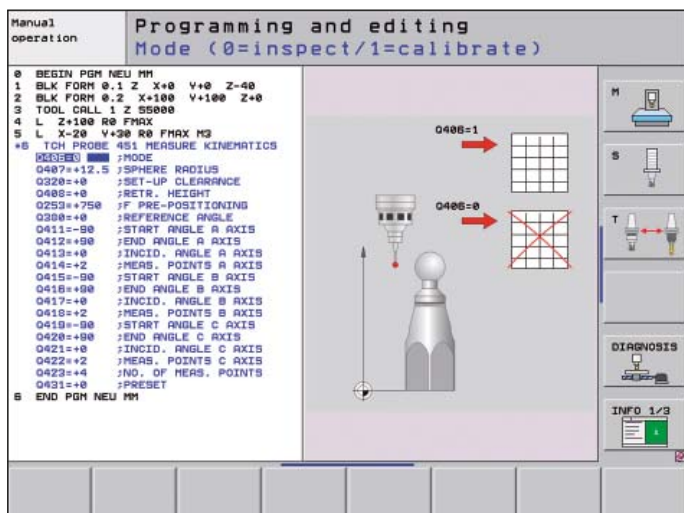 Manual
operation
Programming and editing
Mode (0=inspect/1=calibrate)
0 BEGIN PGM NEU MM
1 BLK FORM 0.1 Z X+0 Y+0 Z-40
2 BLK FORM 0.2 X+100 Y+100 Z+0
3 TOOL CALL 1 Z S5000
4 L Z+100 R0 FMAX
5 L X-20 Y+30 R0 FMAX M3
*6 TCH PROBE 451 MEASURE KINEMATICS
Q406=0 ;MODE
Q407=+12.5 ;SPHERE RADIUS
Q320=+0 ;SET-UP CLEARANCE
Q408=+0 ;RETR. HEIGHT
Q253=+750 ;F PRE-POSITIONING
Q380=+0 ;REFERENCE ANGLE
Q411=-90 ;START ANGLE A AXIS
Q412=+90 ;END ANGLE A AXIS
Q413=+0 ;INCID. ANGLE A AXIS
Q414=+2 ;MEAS. POINTS A AXIS
Q415=-90 ;START ANGLE B AXIS
Q416=+90 ;END ANGLE B AXIS
Q417=+0 ;INCID. ANGLE B AXIS
Q418=+2 ;MEAS. POINTS B AXIS
Q419=-90 ;START ANGLE C AXIS
Q420=+90 ;END ANGLE C AXIS
Q421=+0 ;INCID. ANGLE C AXIS
Q422=+2 ;MEAS. POINTS C AXIS
Q423=+4 ;NO. OF MEAS. POINTS
Q431=+0 ;PRESET
6 END PGM NEU MM
Q406=1
Q406=0
M
S
T
DIAGNOSIS
INFO 1/3